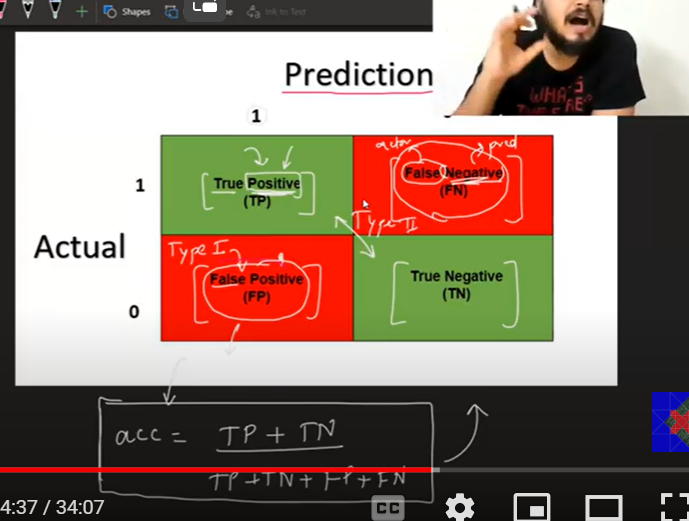 Shapes
Ink to Text
Prediction
1
1
True Positive
(TP)
actual pred
False Negative
(FN)
Type II
Actual
Type I
False Positive
(FP)
True Negative
(TN)
0
acc = TP + TN
TP + TN + FP + FN
4:37 / 34:07
CC